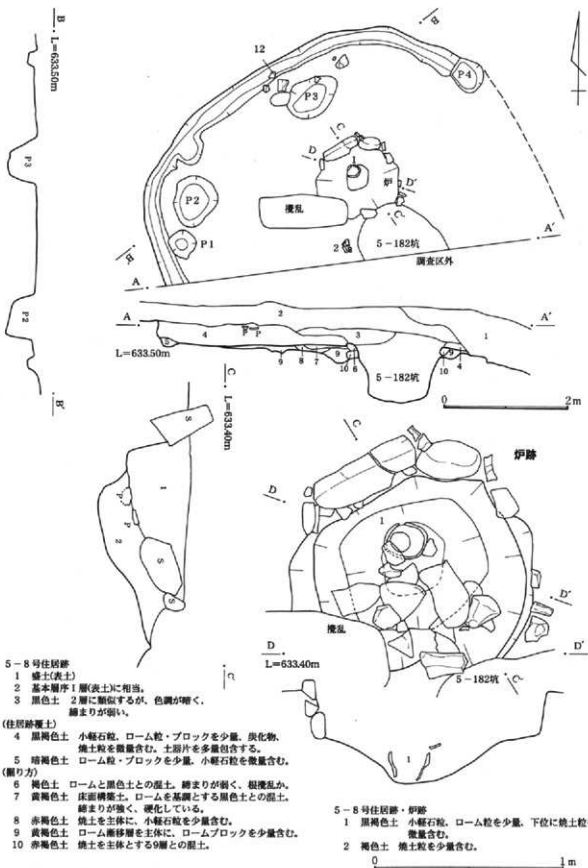 B
L=633.50m
P3
P2
B'
B
12
P3
P4
C
D
1
炉
D'
C'
攪乱
P2
P1
2
5-182坑
B'
A
調査区外
A'
A
2
A'
4
P
P
3
1
5
L=633.50m
9
8
7
9
10
6
5-182坑
9
10
4
0
2m
C
L=633.40m
S
1
P
P
2
S
S
C'
C
炉跡
D
1
D'
攪乱
5-182坑
C'
D
L=633.40m
D'
1
5-8号住居跡
1 盛土(表土)
2 基本層序Ⅰ層(表土)に相当。
3 黒色土 2層に類似するが、色調が暗く、
締まりが弱い。
(住居跡覆土)
4 黒褐色土 小軽石粒、ローム粒・ブロックを少量、炭化物、
焼土粒を微量含む。土器片を多量包含する。
5 暗褐色土 ローム粒・ブロックを少量、小軽石粒を微量含む。
(掘り方)
6 褐色土 ロームと黒色土との混土。締まりが弱く、根攪乱か。
7 黄褐色土 床面構築土。ロームを基調とする黒色土との混土。
締まりが強く、硬化している。
8 赤褐色土 焼土を主体に、小軽石粒を少量含む。
9 黄褐色土 ローム漸移層を主体に、ロームブロックを少量含む。
10 赤褐色土 焼土を主体とする9層との混土。
5-8号住居跡・炉跡
1 黒褐色土 小軽石粒、ローム粒を少量、下位に焼土粒を
微量含む。
2 褐色土 焼土粒を少量含む。
0
1m